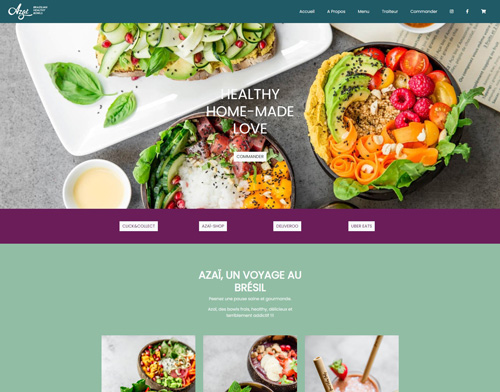 Azaï
BRAZILIAN
HEALTHY
BOWLS
Accueil
A Propos
Menu
Traiteur
Commander
HEALTHY
HOME-MADE
LOVE
COMMANDER
CLICK&COLLECT
AZAÏ-SHOP
DELIVEROO
UBER EATS
AZAÏ, UN VOYAGE AU
BRÉSIL
Prenez une pause saine et gourmande.
Azaï, des bowls frais, healthy, délicieux et
terriblement addictif !!!